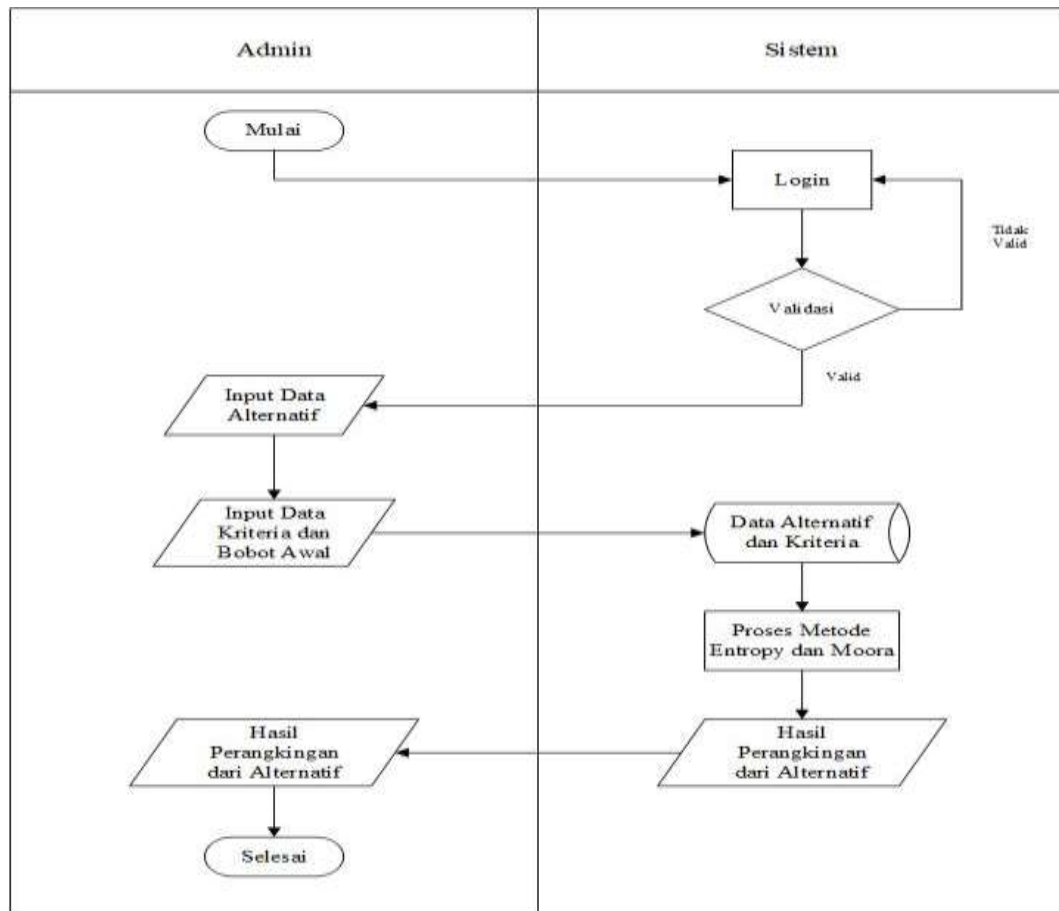 Admin
Sistem
Mulai
Login
Tidak
Valid
Validasi
Valid
Input Data
Alternatif
Input Data
Kriteria dan
Bobot Awal
Data Alternatif
dan Kriteria
Proses Metode
Entropy dan Moora
Hasil
Perangkingan
dari Alternatif
Hasil
Perangkingan
dari Alternatif
Selesai